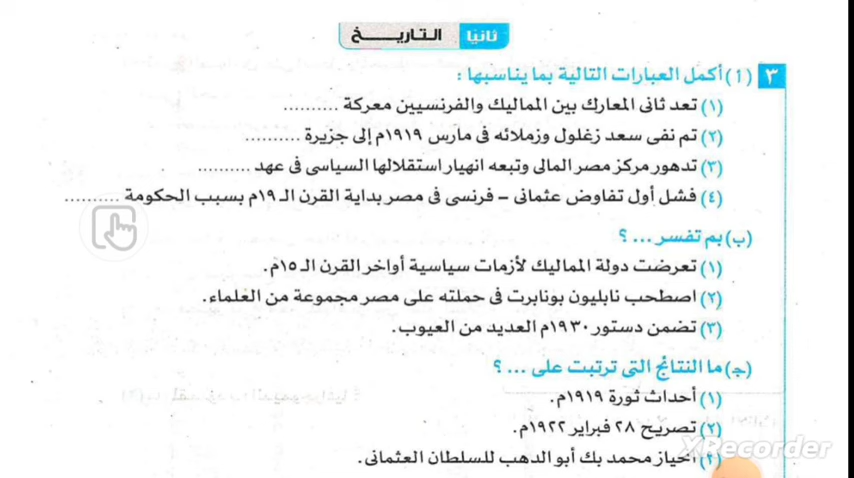 ثانيًا التاريـــــخ
٣ (أ) أكمل العبارات التالية بما يناسبها :
(١) تعد ثانى المعارك بين المماليك والفرنسيين معركة ..........
(٢) تم نفى سعد زغلول وزملائه فى مارس ١٩١٩م إلى جزيرة ..........
(٣) تدهور مركز مصر المالى وتبعه انهيار استقلالها السياسى فى عهد ..........
(٤) فشل أول تفاوض عثمانى – فرنسى فى مصر بداية القرن الـ ١٩م بسبب الحكومة ..........
(ب) بم تفسر ... ؟
(١) تعرضت دولة المماليك لأزمات سياسية أواخر القرن الـ ١٥م.
(٢) اصطحب نابليون بونابرت فى حملته على مصر مجموعة من العلماء.
(٣) تضمن دستور ١٩٣٠م العديد من العيوب.
(جـ) ما النتائج التى ترتبت على ... ؟
(١) أحداث ثورة ١٩١٩م.
(٢) تصريح ٢٨ فبراير ١٩٢٢م.
XRecorder
انحياز محمد بك أبو الدهب للسلطان العثمانى.